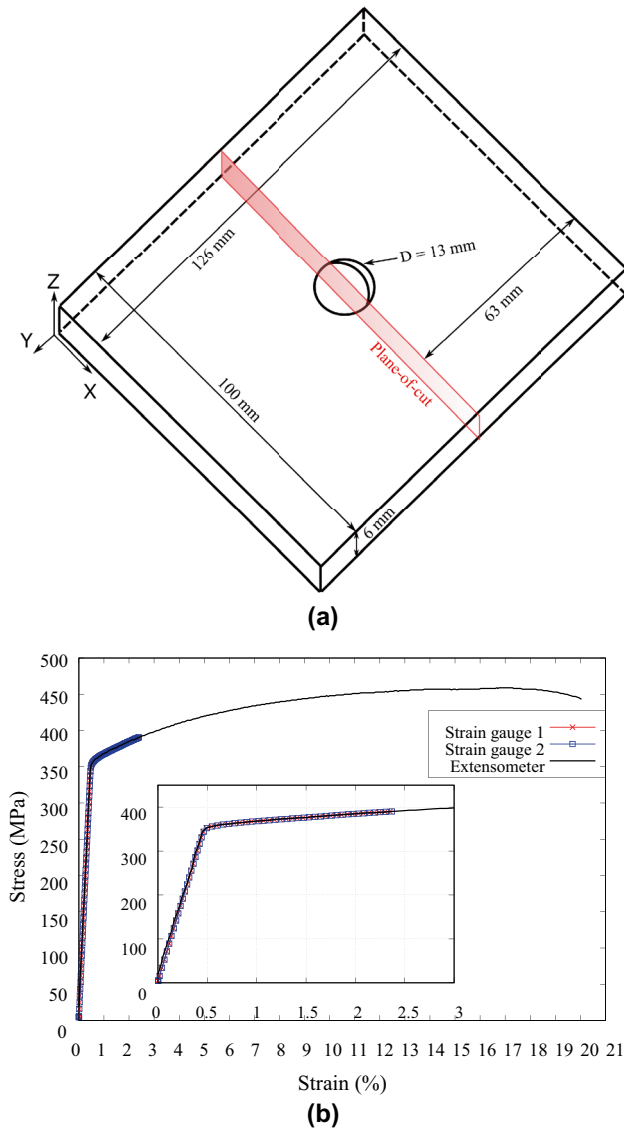 126 mm
D = 13 mm
63 mm
Z
Y
X
Plane-of-cut
100 mm
6 mm
(a)
500
450
400
350
300
250
200
150
100
50
0
Stress (MPa)
Strain gauge 1
Strain gauge 2
Extensometer
400
300
200
100
0
0 0.5 1 1.5 2 2.5 3
0 1 2 3 4 5 6 7 8 9 10 11 12 13 14 15 16 17 18 19 20 21
Strain (%)
(b)